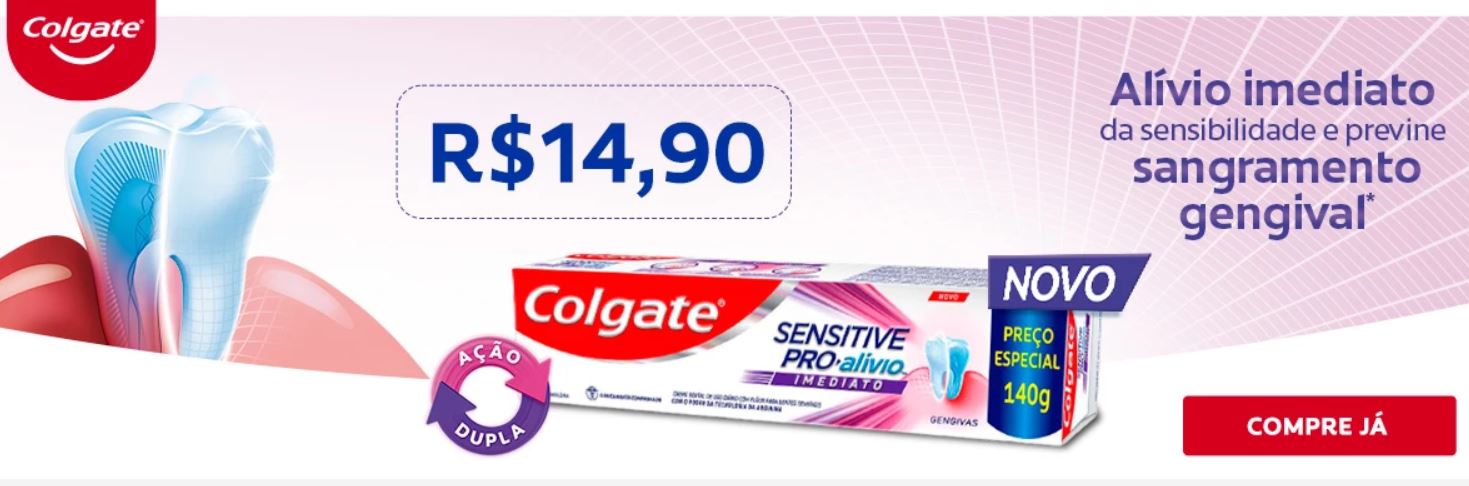 Colgate
R$14,90
Alívio imediato
da sensibilidade e previne
sangramento
gengival*
Colgate
SENSITIVE
PRO-alívio
IMEDIATO
GENGIVAS
NOVO
NOVO
PREÇO
ESPECIAL
140g
Colgate
AÇÃO
DUPLA
COMPRE JÁ